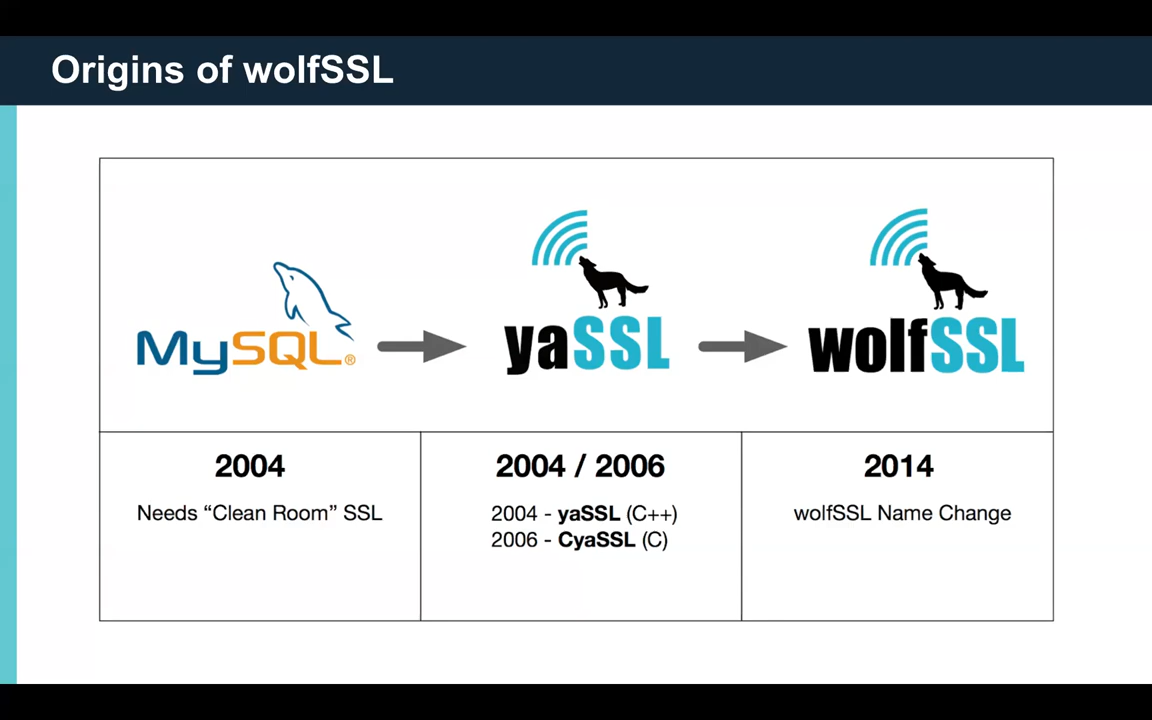 Origins of wolfSSL
MySQL®
yaSSL
wolfSSL
2004
Needs “Clean Room” SSL
2004 / 2006
2004 - yaSSL (C++)
2006 - CyaSSL (C)
2014
wolfSSL Name Change